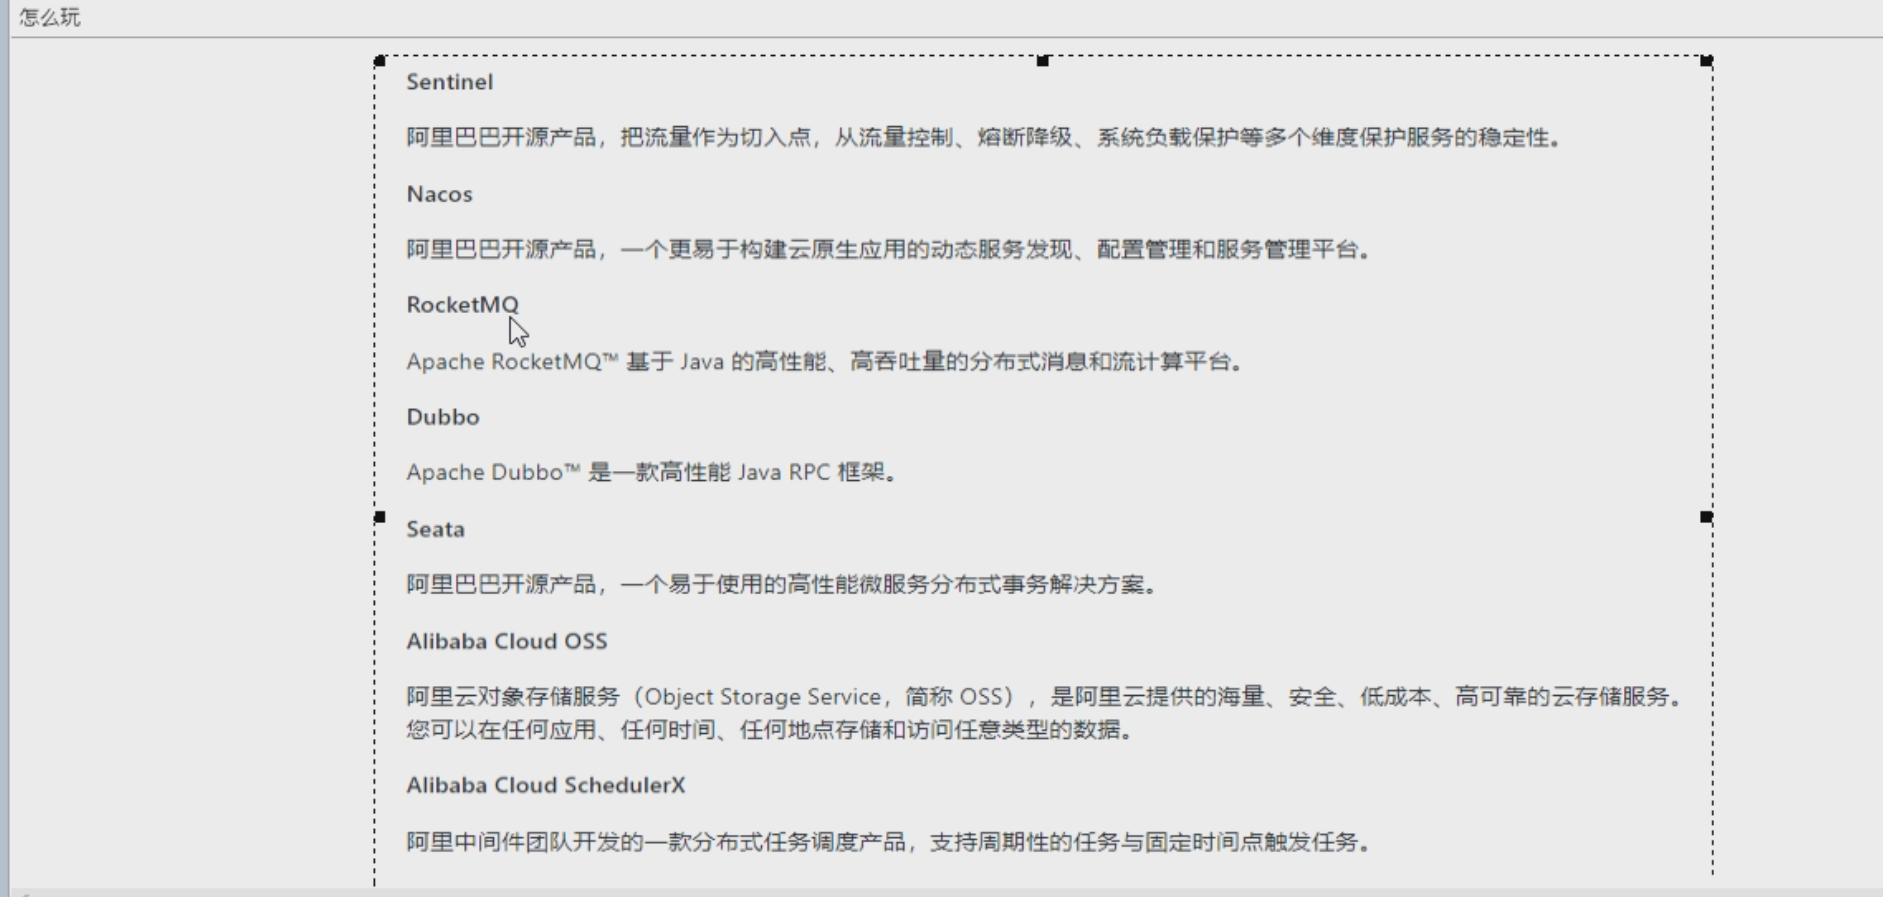 怎么玩
Sentinel
阿里巴巴开源产品，把流量作为切入点，从流量控制、熔断降级、系统负载保护等多个维度保护服务的稳定性。
Nacos
阿里巴巴开源产品，一个更易于构建云原生应用的动态服务发现、配置管理和服务管理平台。
RocketMQ
Apache RocketMQ™ 基于 Java 的高性能、高吞吐量的分布式消息和流计算平台。
Dubbo
Apache Dubbo™ 是一款高性能 Java RPC 框架。
Seata
阿里巴巴开源产品，一个易于使用的高性能微服务分布式事务解决方案。
Alibaba Cloud OSS
阿里云对象存储服务（Object Storage Service，简称 OSS），是阿里云提供的海量、安全、低成本、高可靠的云存储服务。
您可以在任何应用、任何时间、任何地点存储和访问任意类型的数据。
Alibaba Cloud SchedulerX
阿里中间件团队开发的一款分布式任务调度产品，支持周期性的任务与固定时间点触发任务。